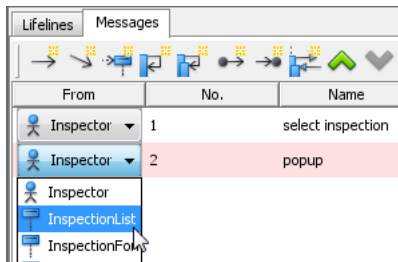 Lifelines Messages
From No. Name
Inspector 1 select inspection
Inspector 2 popup
Inspector
InspectionList